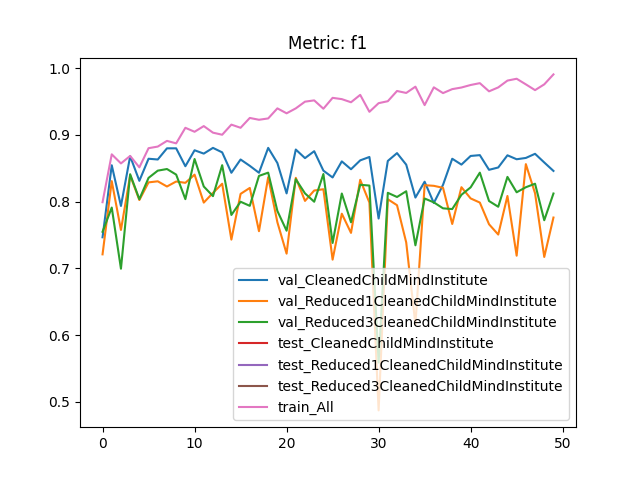 Metric: f1
1.0
0.9
0.8
0.7
0.6
0.5
val_CleanedChildMindInstitute
val_Reduced1CleanedChildMindInstitute
val_Reduced3CleanedChildMindInstitute
test_CleanedChildMindInstitute
test_Reduced1CleanedChildMindInstitute
test_Reduced3CleanedChildMindInstitute
train_All
0 10 20 30 40 50